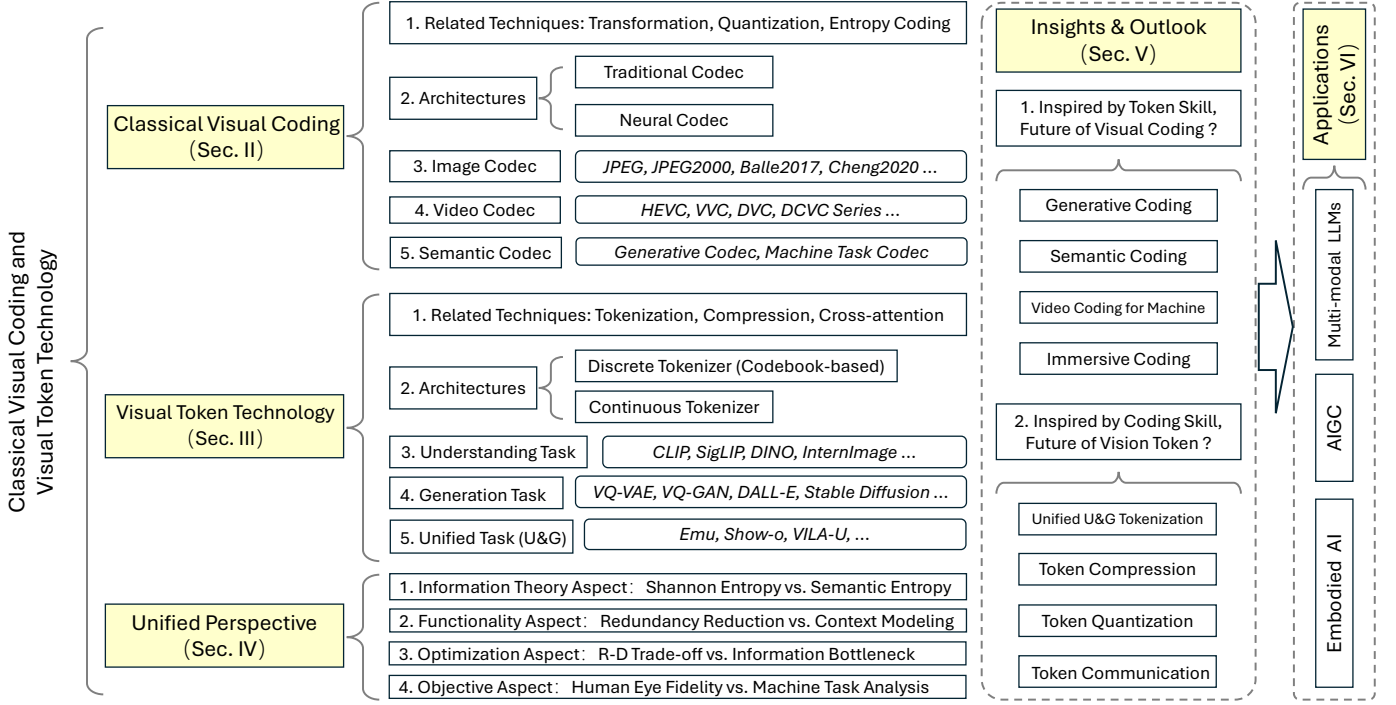 Classical Visual Coding and
Visual Token Technology
Classical Visual Coding
(Sec. II)
1. Related Techniques: Transformation, Quantization, Entropy Coding
2. Architectures
Traditional Codec
Neural Codec
3. Image Codec
JPEG, JPEG2000, Balle2017, Cheng2020 ...
4. Video Codec
HEVC, VVC, DVC, DCVC Series ...
5. Semantic Codec
Generative Codec, Machine Task Codec
Visual Token Technology
(Sec. III)
1. Related Techniques: Tokenization, Compression, Cross-attention
2. Architectures
Discrete Tokenizer (Codebook-based)
Continuous Tokenizer
3. Understanding Task
CLIP, SigLIP, DINO, InternImage ...
4. Generation Task
VQ-VAE, VQ-GAN, DALL-E, Stable Diffusion ...
5. Unified Task (U&G)
Emu, Show-o, VILA-U, ...
Unified Perspective
(Sec. IV)
1. Information Theory Aspect： Shannon Entropy vs. Semantic Entropy
2. Functionality Aspect： Redundancy Reduction vs. Context Modeling
3. Optimization Aspect： R-D Trade-off vs. Information Bottleneck
4. Objective Aspect： Human Eye Fidelity vs. Machine Task Analysis
Insights & Outlook
(Sec. V)
1. Inspired by Token Skill,
Future of Visual Coding ?
Generative Coding
Semantic Coding
Video Coding for Machine
Immersive Coding
2. Inspired by Coding Skill,
Future of Vision Token ?
Unified U&G Tokenization
Token Compression
Token Quantization
Token Communication
Applications
(Sec. VI)
Multi-modal LLMs
AIGC
Embodied AI